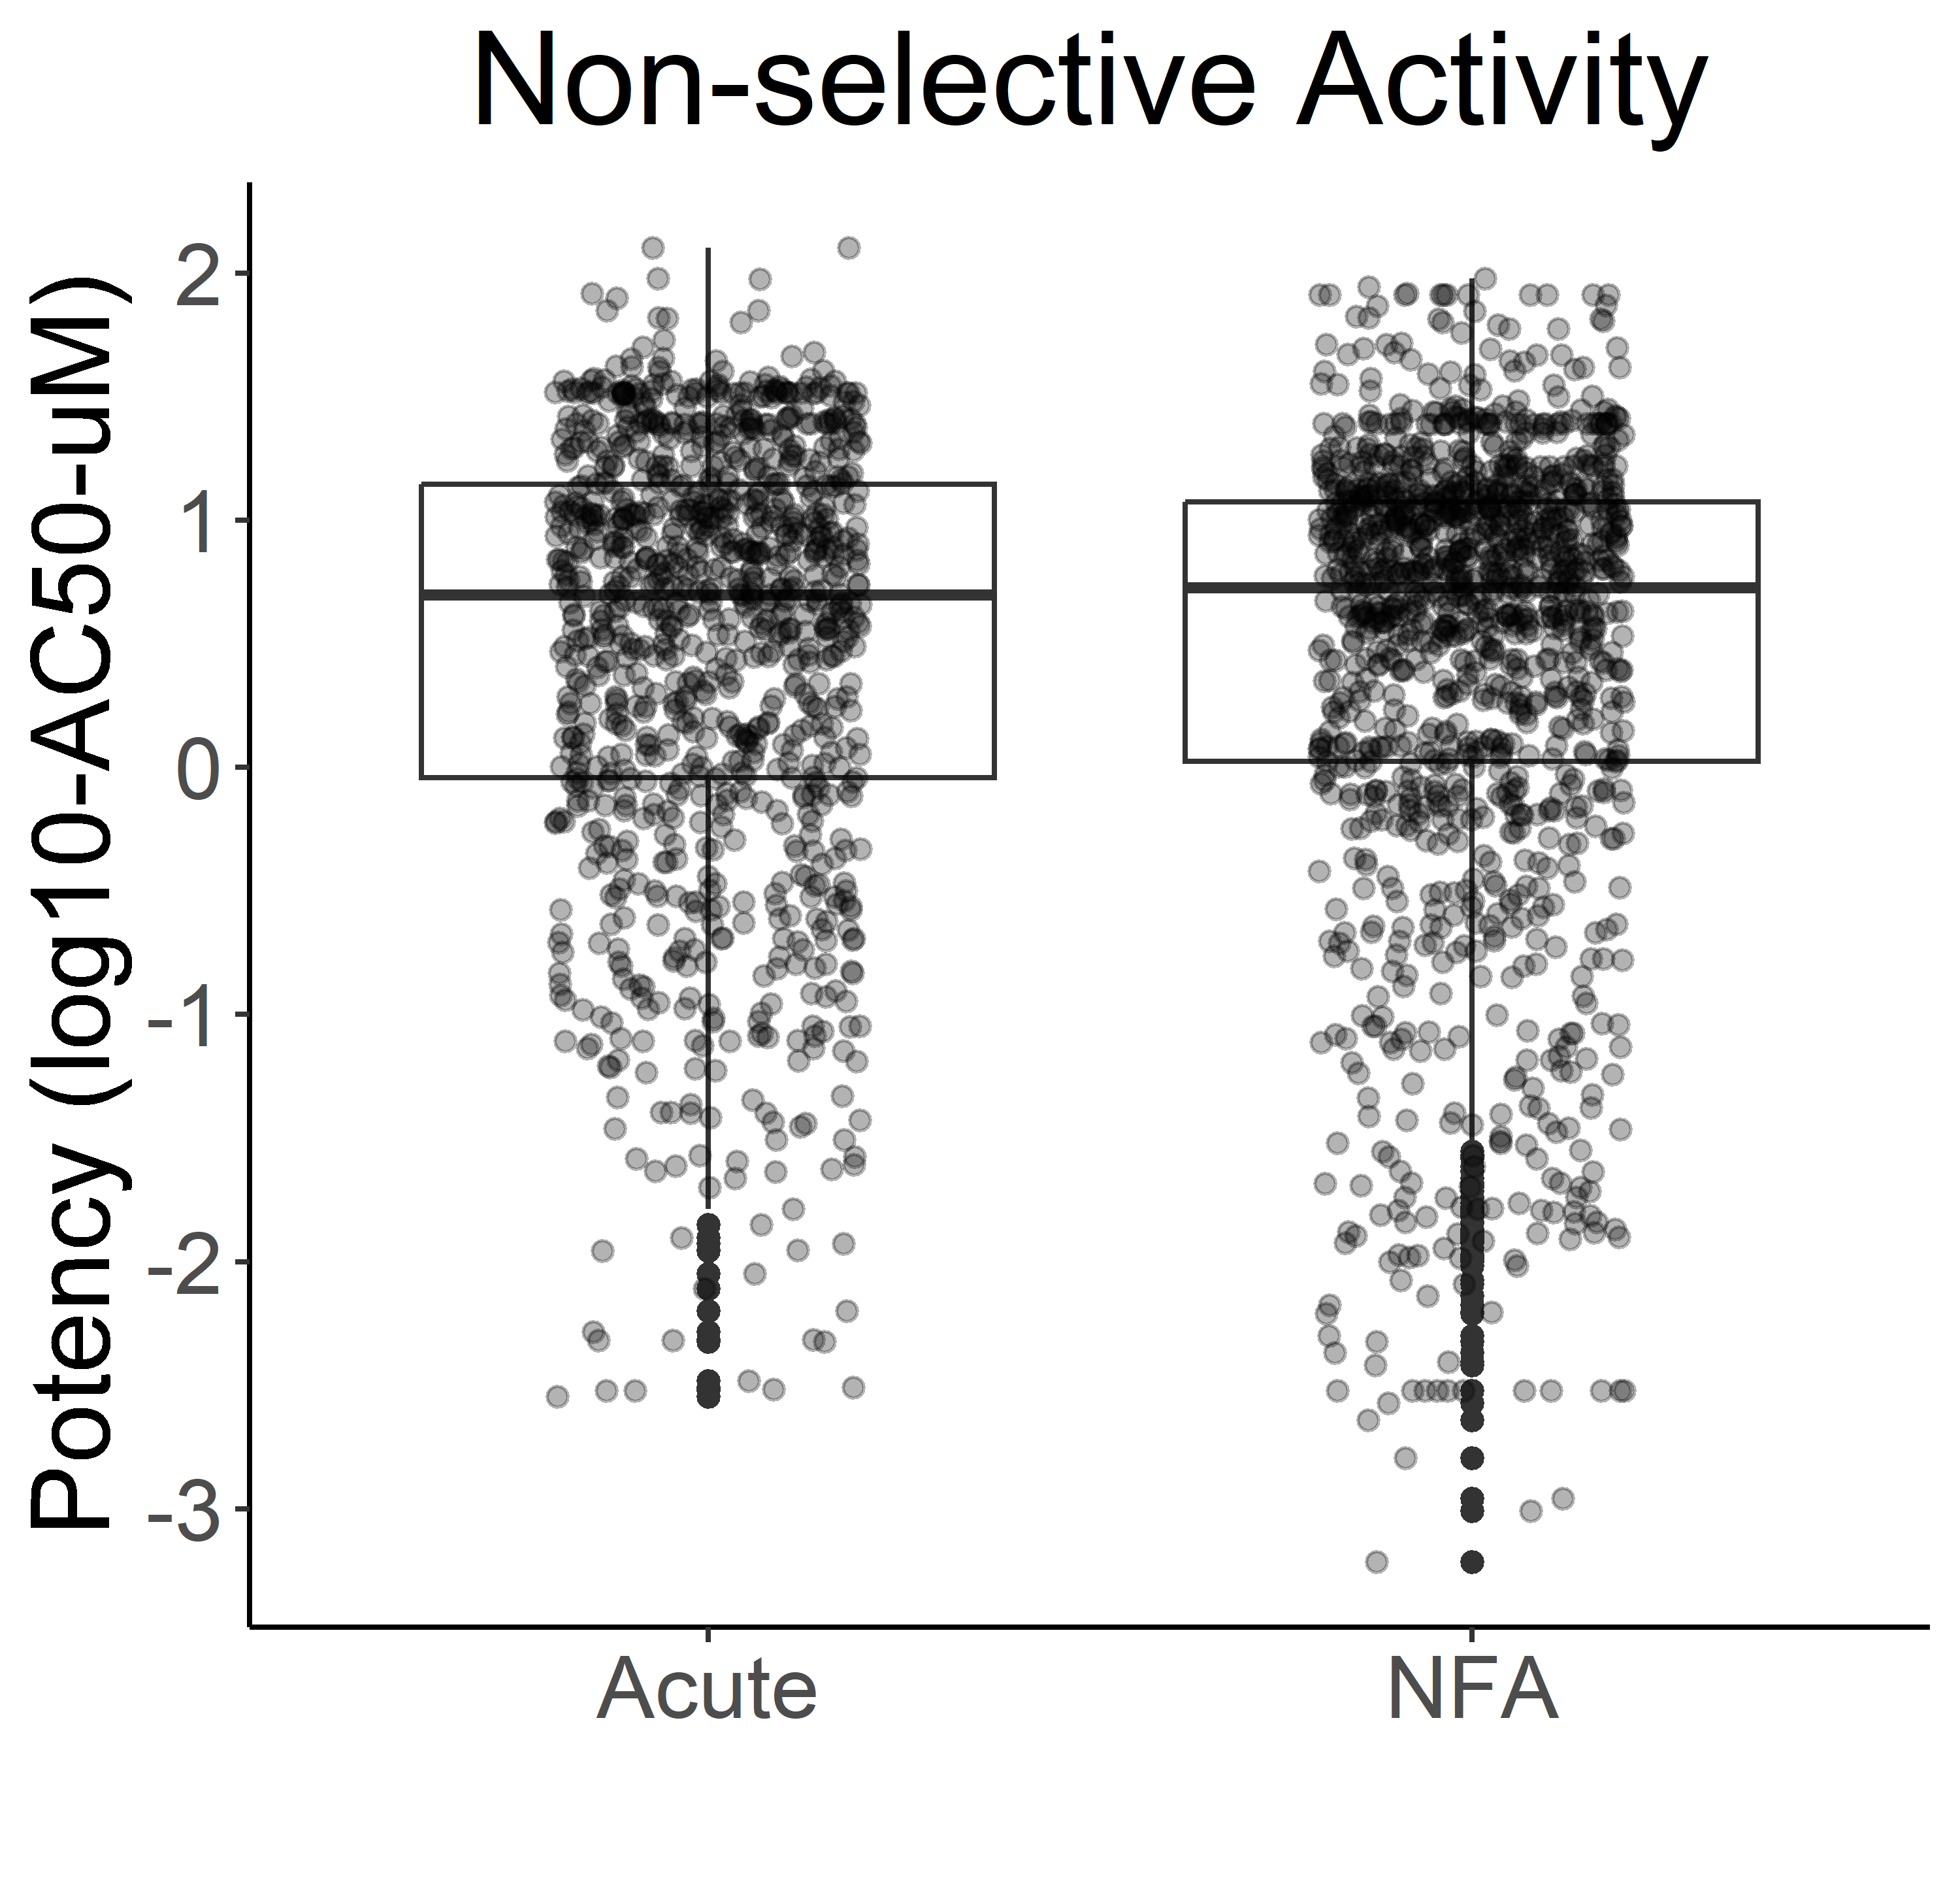 Non-selective Activity
Potency (log10-AC50-uM)
2
1
0
-1
-2
-3
Acute
NFA